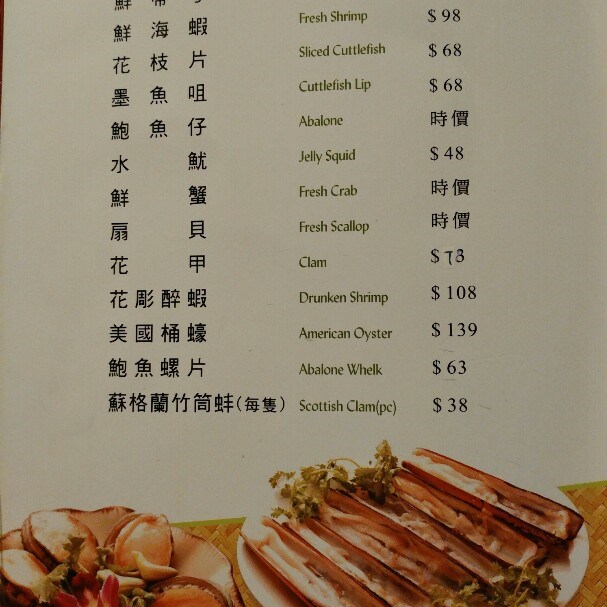 鮮海蝦 Fresh Shrimp $98
花枝片 Sliced Cuttlefish $68
墨魚咀 Cuttlefish Lip $68
鮑魚仔 Abalone 時價
水魷 Jelly Squid $48
鮮蟹 Fresh Crab 時價
扇貝 Fresh Scallop 時價
花甲 Clam $73
花彫醉蝦 Drunken Shrimp $108
美國桶蠔 American Oyster $139
鮑魚螺片 Abalone Whelk $63
蘇格蘭竹筒蚌(每隻) Scottish Clam(pc) $38